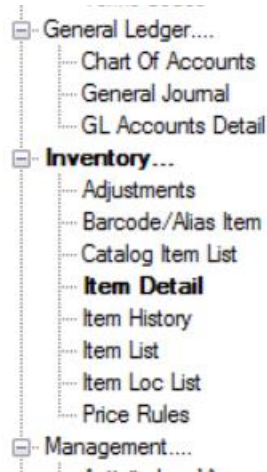 General Ledger....
Chart Of Accounts
General Journal
GL Accounts Detail
Inventory...
Adjustments
Barcode/Alias Item
Catalog Item List
Item Detail
Item History
Item List
Item Loc List
Price Rules
Management....